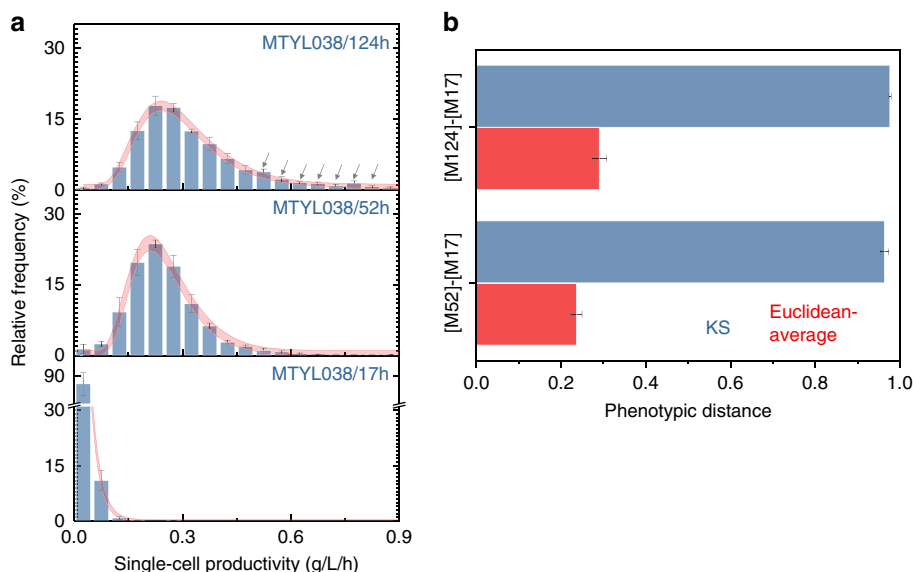 a
MTYL038/124h
30
15
0
MTYL038/52h
30
15
0
MTYL038/17h
90
30
15
0
0.0
0.3
0.6
0.9
Relative frequency (%)
Single-cell productivity (g/L/h)
b
[M124]-[M17]
[M52]-[M17]
KS
Euclidean-
average
0.0
0.2
0.4
0.6
0.8
1.0
Phenotypic distance